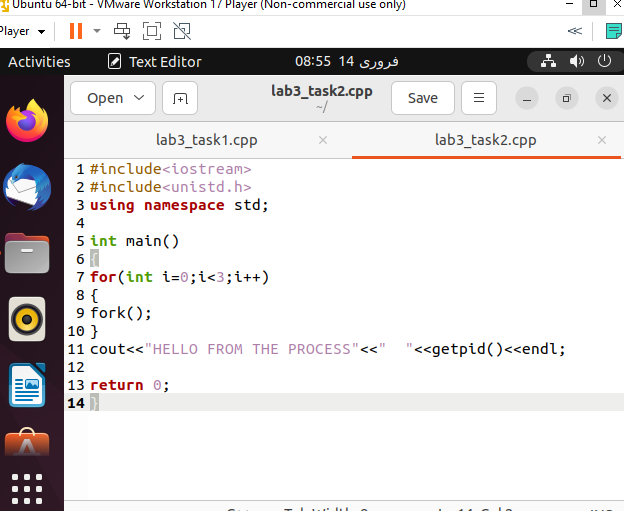 Ubuntu 64-bit - VMware Workstation 17 Player (Non-commercial use only)
Player
Activities
Text Editor
08:55 14 فروری
Open
lab3_task2.cpp
~/
Save
lab3_task1.cpp
lab3_task2.cpp
1 #include<iostream>
2 #include<unistd.h>
3 using namespace std;
4
5 int main()
6 {
7 for(int i=0;i<3;i++)
8 {
9 fork();
10 }
11 cout<<"HELLO FROM THE PROCESS"<<"  "<<getpid()<<endl;
12
13 return 0;
14 }